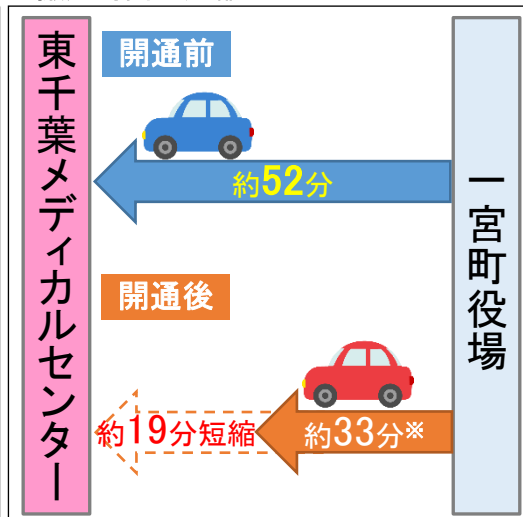 東千葉メディカルセンター
開通前
約52分
一宮町役場
開通後
約19分短縮
約33分※